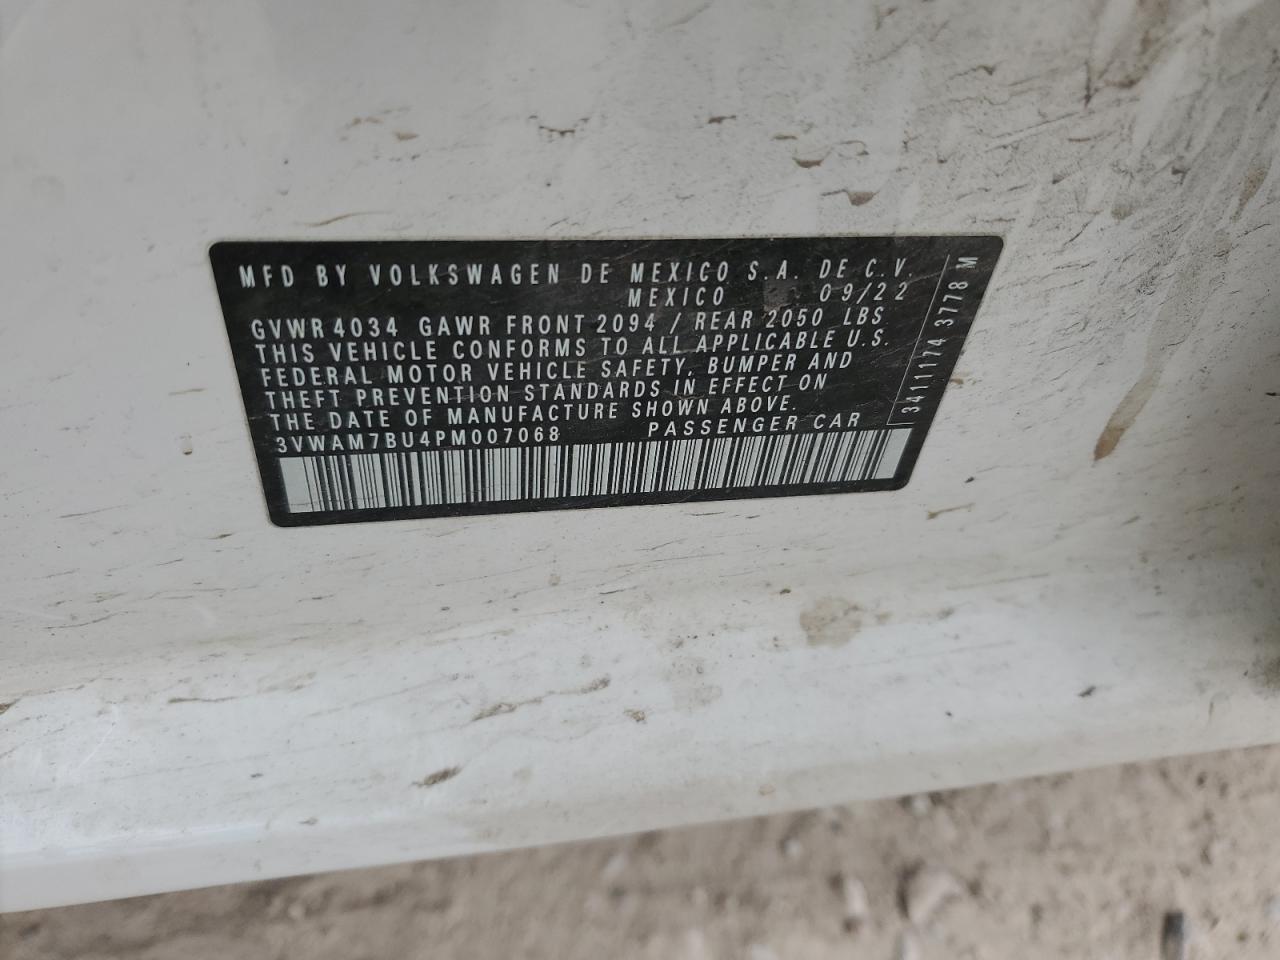 MFD BY VOLKSWAGEN DE MEXICO S.A. DE C.V.
MEXICO 09/22
GVWR 4034 GAWR FRONT 2094 / REAR 2050 LBS
THIS VEHICLE CONFORMS TO ALL APPLICABLE U.S.
FEDERAL MOTOR VEHICLE SAFETY, BUMPER AND
THEFT PREVENTION STANDARDS IN EFFECT ON
THE DATE OF MANUFACTURE SHOWN ABOVE.
3VWAM7BU4PM007068 PASSENGER CAR
3411174 3778 M